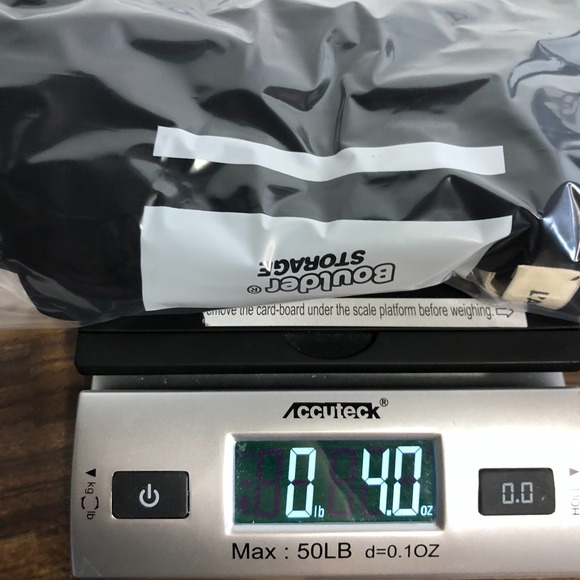 Boulder®
STORAGE
emove the card-board under the scale platform before weighing.
Accuteck®
0 lb 4.0 oz
kg
lb
0.0
HOLD
Max : 50LB d=0.1OZ